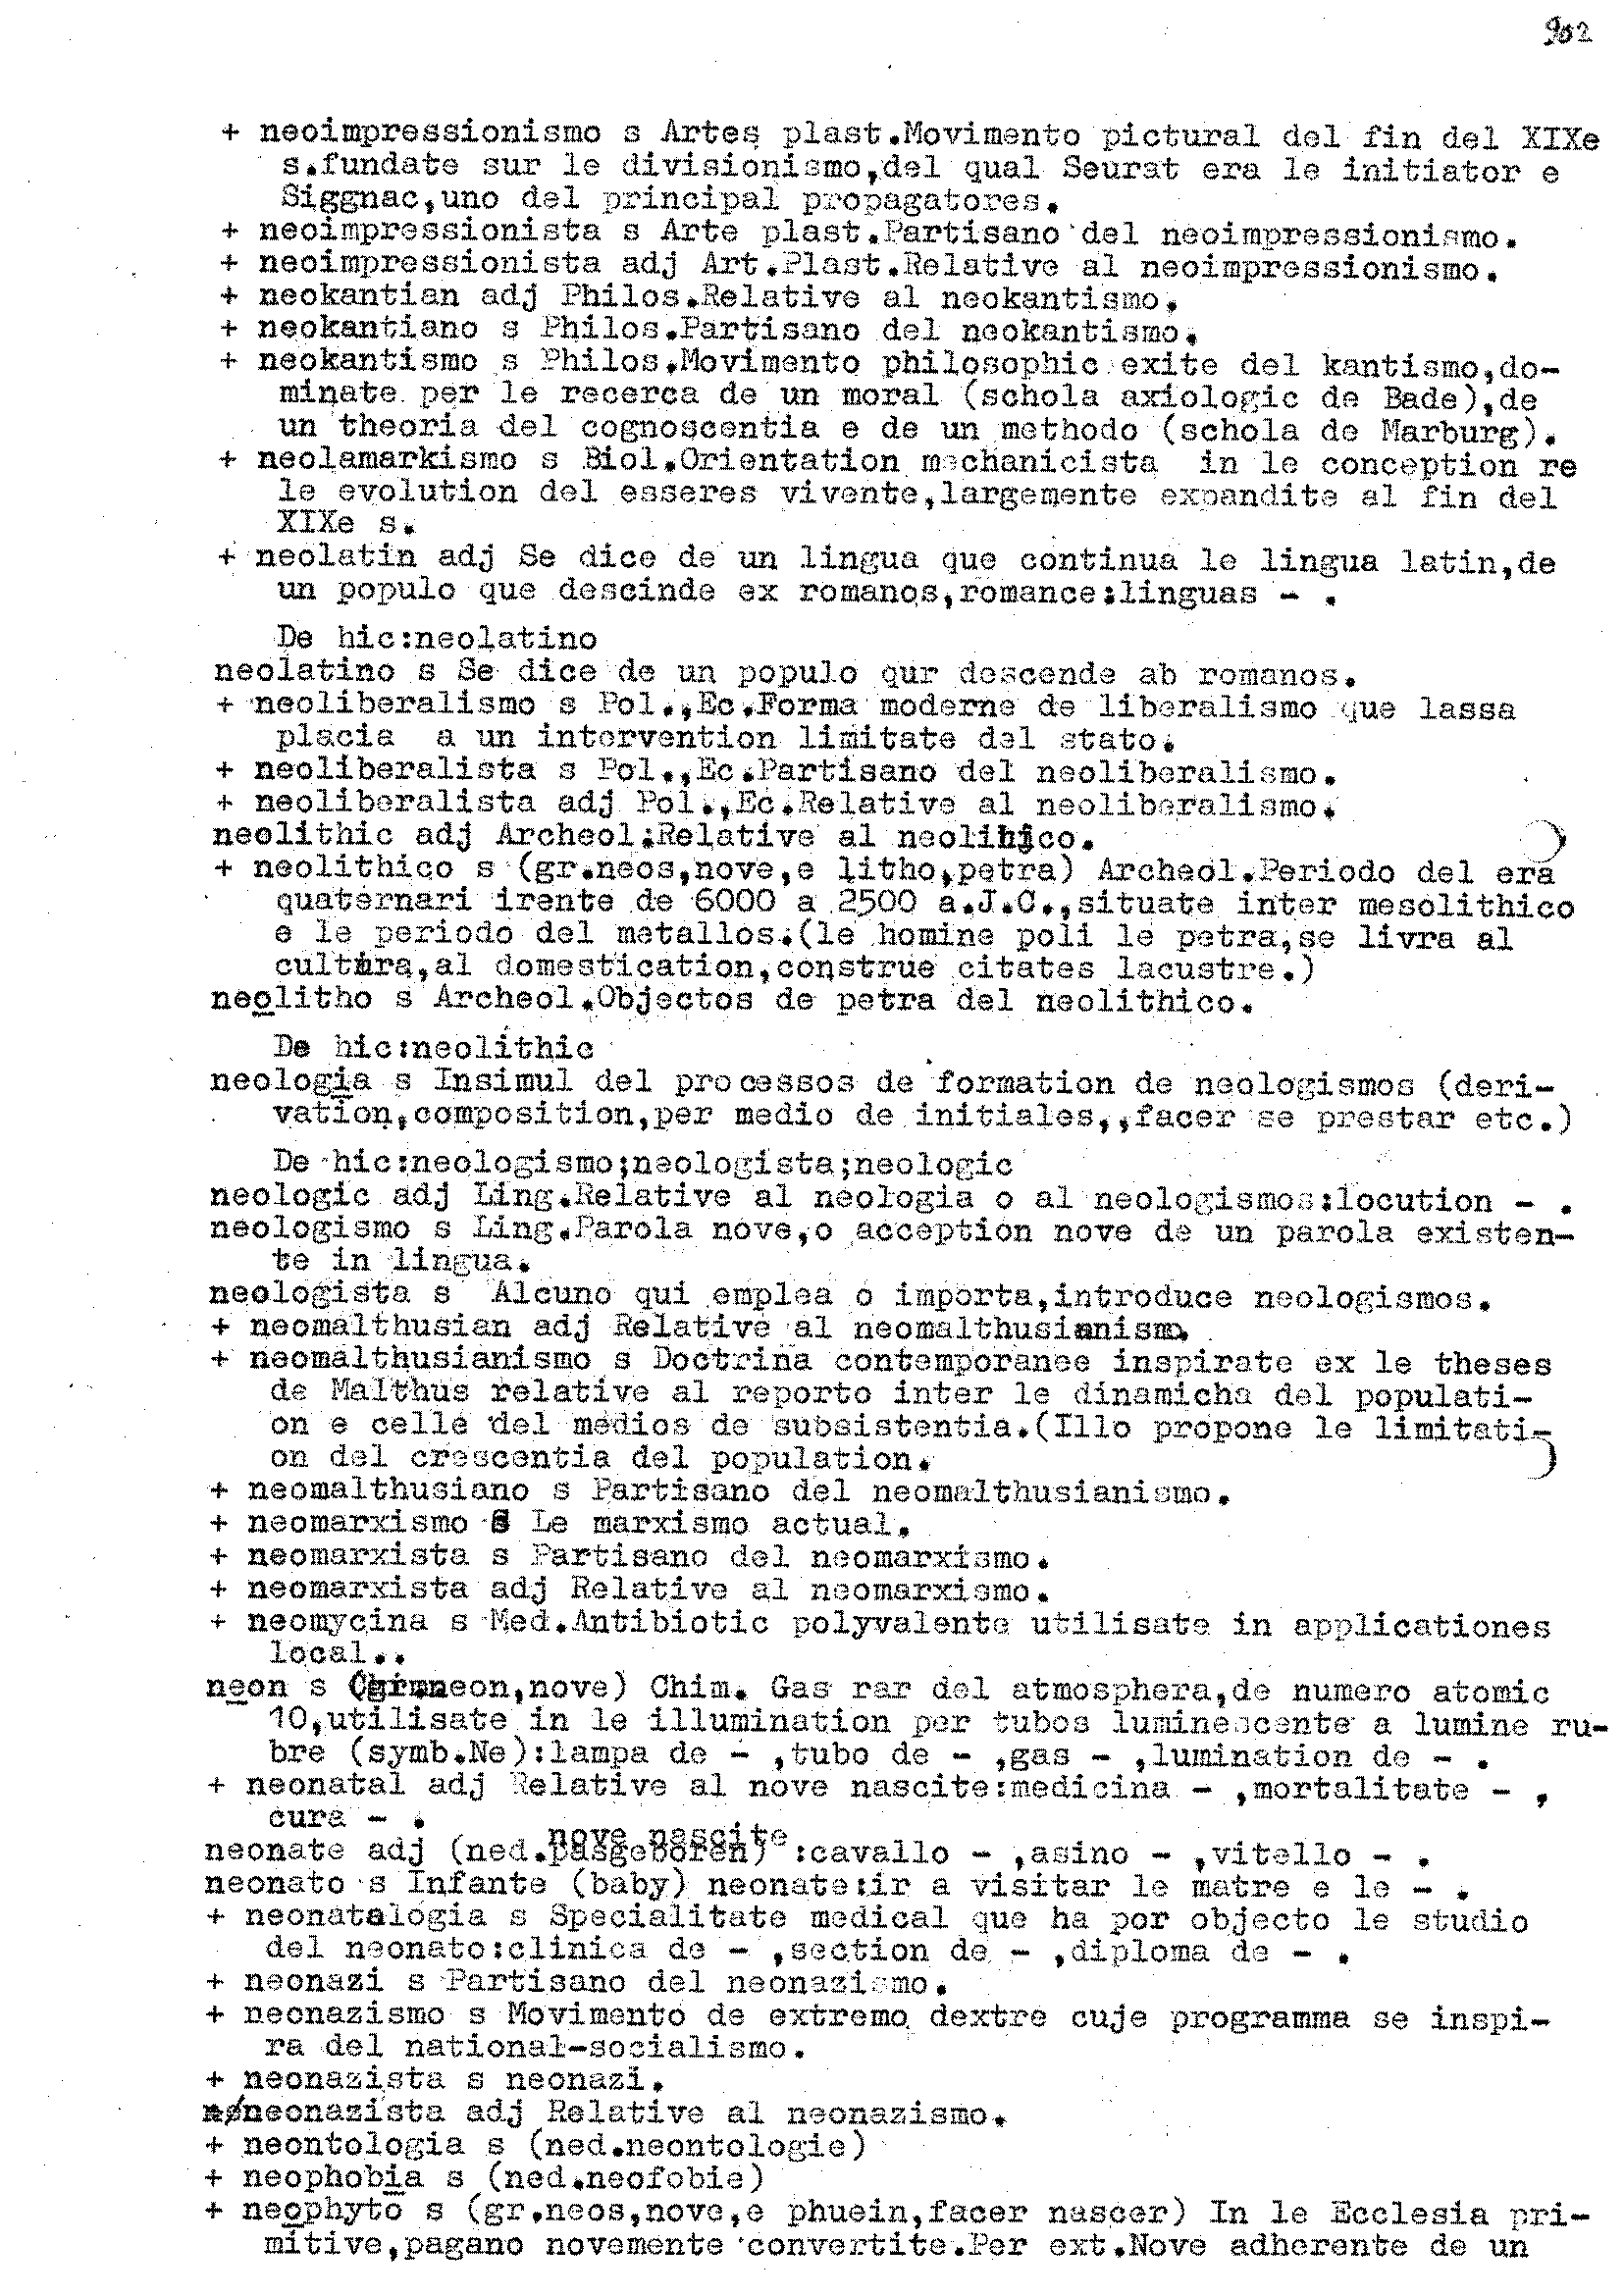 902
+ neoimpressionismo s Artes plast.Movimento pictural del fin del XIXe
s.fundate sur le divisionismo,del qual Seurat era le initiator e
Siggnac,uno del principal propagatores.
+ neoimpressionista s Arte plast.Partisano del neoimpressionismo.
+ neoimpressionista adj Art.Plast.Relative al neoimpressionismo.
+ neokantian adj Philos.Relative al neokantismo.
+ neokantiano s Philos.Partisano del neokantismo.
+ neokantismo s Philos.Movimento philosophic exite del kantismo,do-
minate per le recerca de un moral (schola axiologic de Bade),de
un theoria del cognoscentia e de un methodo (schola de Marburg).
+ neolamarkismo s Biol.Orientation mechanicista in le conception re
le evolution del esseres vivente,largemente expandite al fin del
XIXe s.
+ neolatin adj Se dice de un lingua que continua le lingua latin,de
un populo que descinde ex romanos,romance:linguas - .
De hic:neolatino
neolatino s Se dice de un populo qur descende ab romanos.
+ neoliberalismo s Pol.,Ec.Forma moderne de liberalismo que lassa
placia a un intervention limitate del stato.
+ neoliberalista s Pol.,Ec.Partisano del neoliberalismo.
+ neoliberalista adj Pol.,Ec.Relative al neoliberalismo.
neolithic adj Archeol.Relative al neolihico.
+ neolithico s (gr.neos,nove,e litho,petra) Archeol.Periodo del era
quaternari irente de 6000 a 2500 a.J.C.,situate inter mesolithico
e le periodo del metallos.(le homine poli le petra,se livra al
cultura,al domestication,construe citates lacustre.)
neolitho s Archeol.Objectos de petra del neolithico.
De hic:neolithic
neologia s Insimul del processos de formation de neologismos (deri-
vation,composition,per medio de initiales,,facer se prestar etc.)
De hic:neologismo;neologista;neologic
neologic adj Ling.Relative al neologia o al neologismos:locution - .
neologismo s Ling.Parola nove,o acception nove de un parola existen-
te in lingua.
neologista s Alcuno qui emplea o importa,introduce neologismos.
+ neomalthusian adj Relative al neomalthusianism.
+ neomalthusianismo s Doctrina contemporanee inspirate ex le theses
de Malthus relative al reporto inter le dinamicha del populati-
on e celle del medios de subsistentia.(Illo propone le limitati-
on del crescentia del population.)
+ neomalthusiano s Partisano del neomalthusianismo.
+ neomarxismo s Le marxismo actual.
+ neomarxista s Partisano del neomarxismo.
+ neomarxista adj Relative al neomarxismo.
+ neomycina s Med.Antibiotic polyvalente utilisate in applicationes
local..
neon s (gr.neon,nove) Chim. Gas rar del atmosphera,de numero atomic
10,utilisate in le illumination per tubos luminescente a lumine ru-
bre (symb.Ne):lampa de - ,tubo de - ,gas - ,lumination de - .
+ neonatal adj Relative al nove nascite:medicina - ,mortalitate - ,
cura - .
nove nascite
neonate adj (ned.pasgeboren) :cavallo - ,asino - ,vitello - .
neonato s Infante (baby) neonate:ir a visitar le matre e le - .
+ neonatalogia s Specialitate medical que ha por objecto le studio
del neonato:clinica de - ,section de - ,diploma de - .
+ neonazi s Partisano del neonazismo.
+ neonazismo s Movimento de extremo dextre cuje programma se inspi-
ra del national-socialismo.
+ neonazista s neonazi.
neonazista adj Relative al neonazismo.
+ neontologia s (ned.neontologie)
+ neophobia s (ned.neofobie)
+ neophyto s (gr.neos,nove,e phuein,facer nascer) In le Ecclesia pri-
mitive,pagano novemente convertite.Per ext.Nove adherente de un